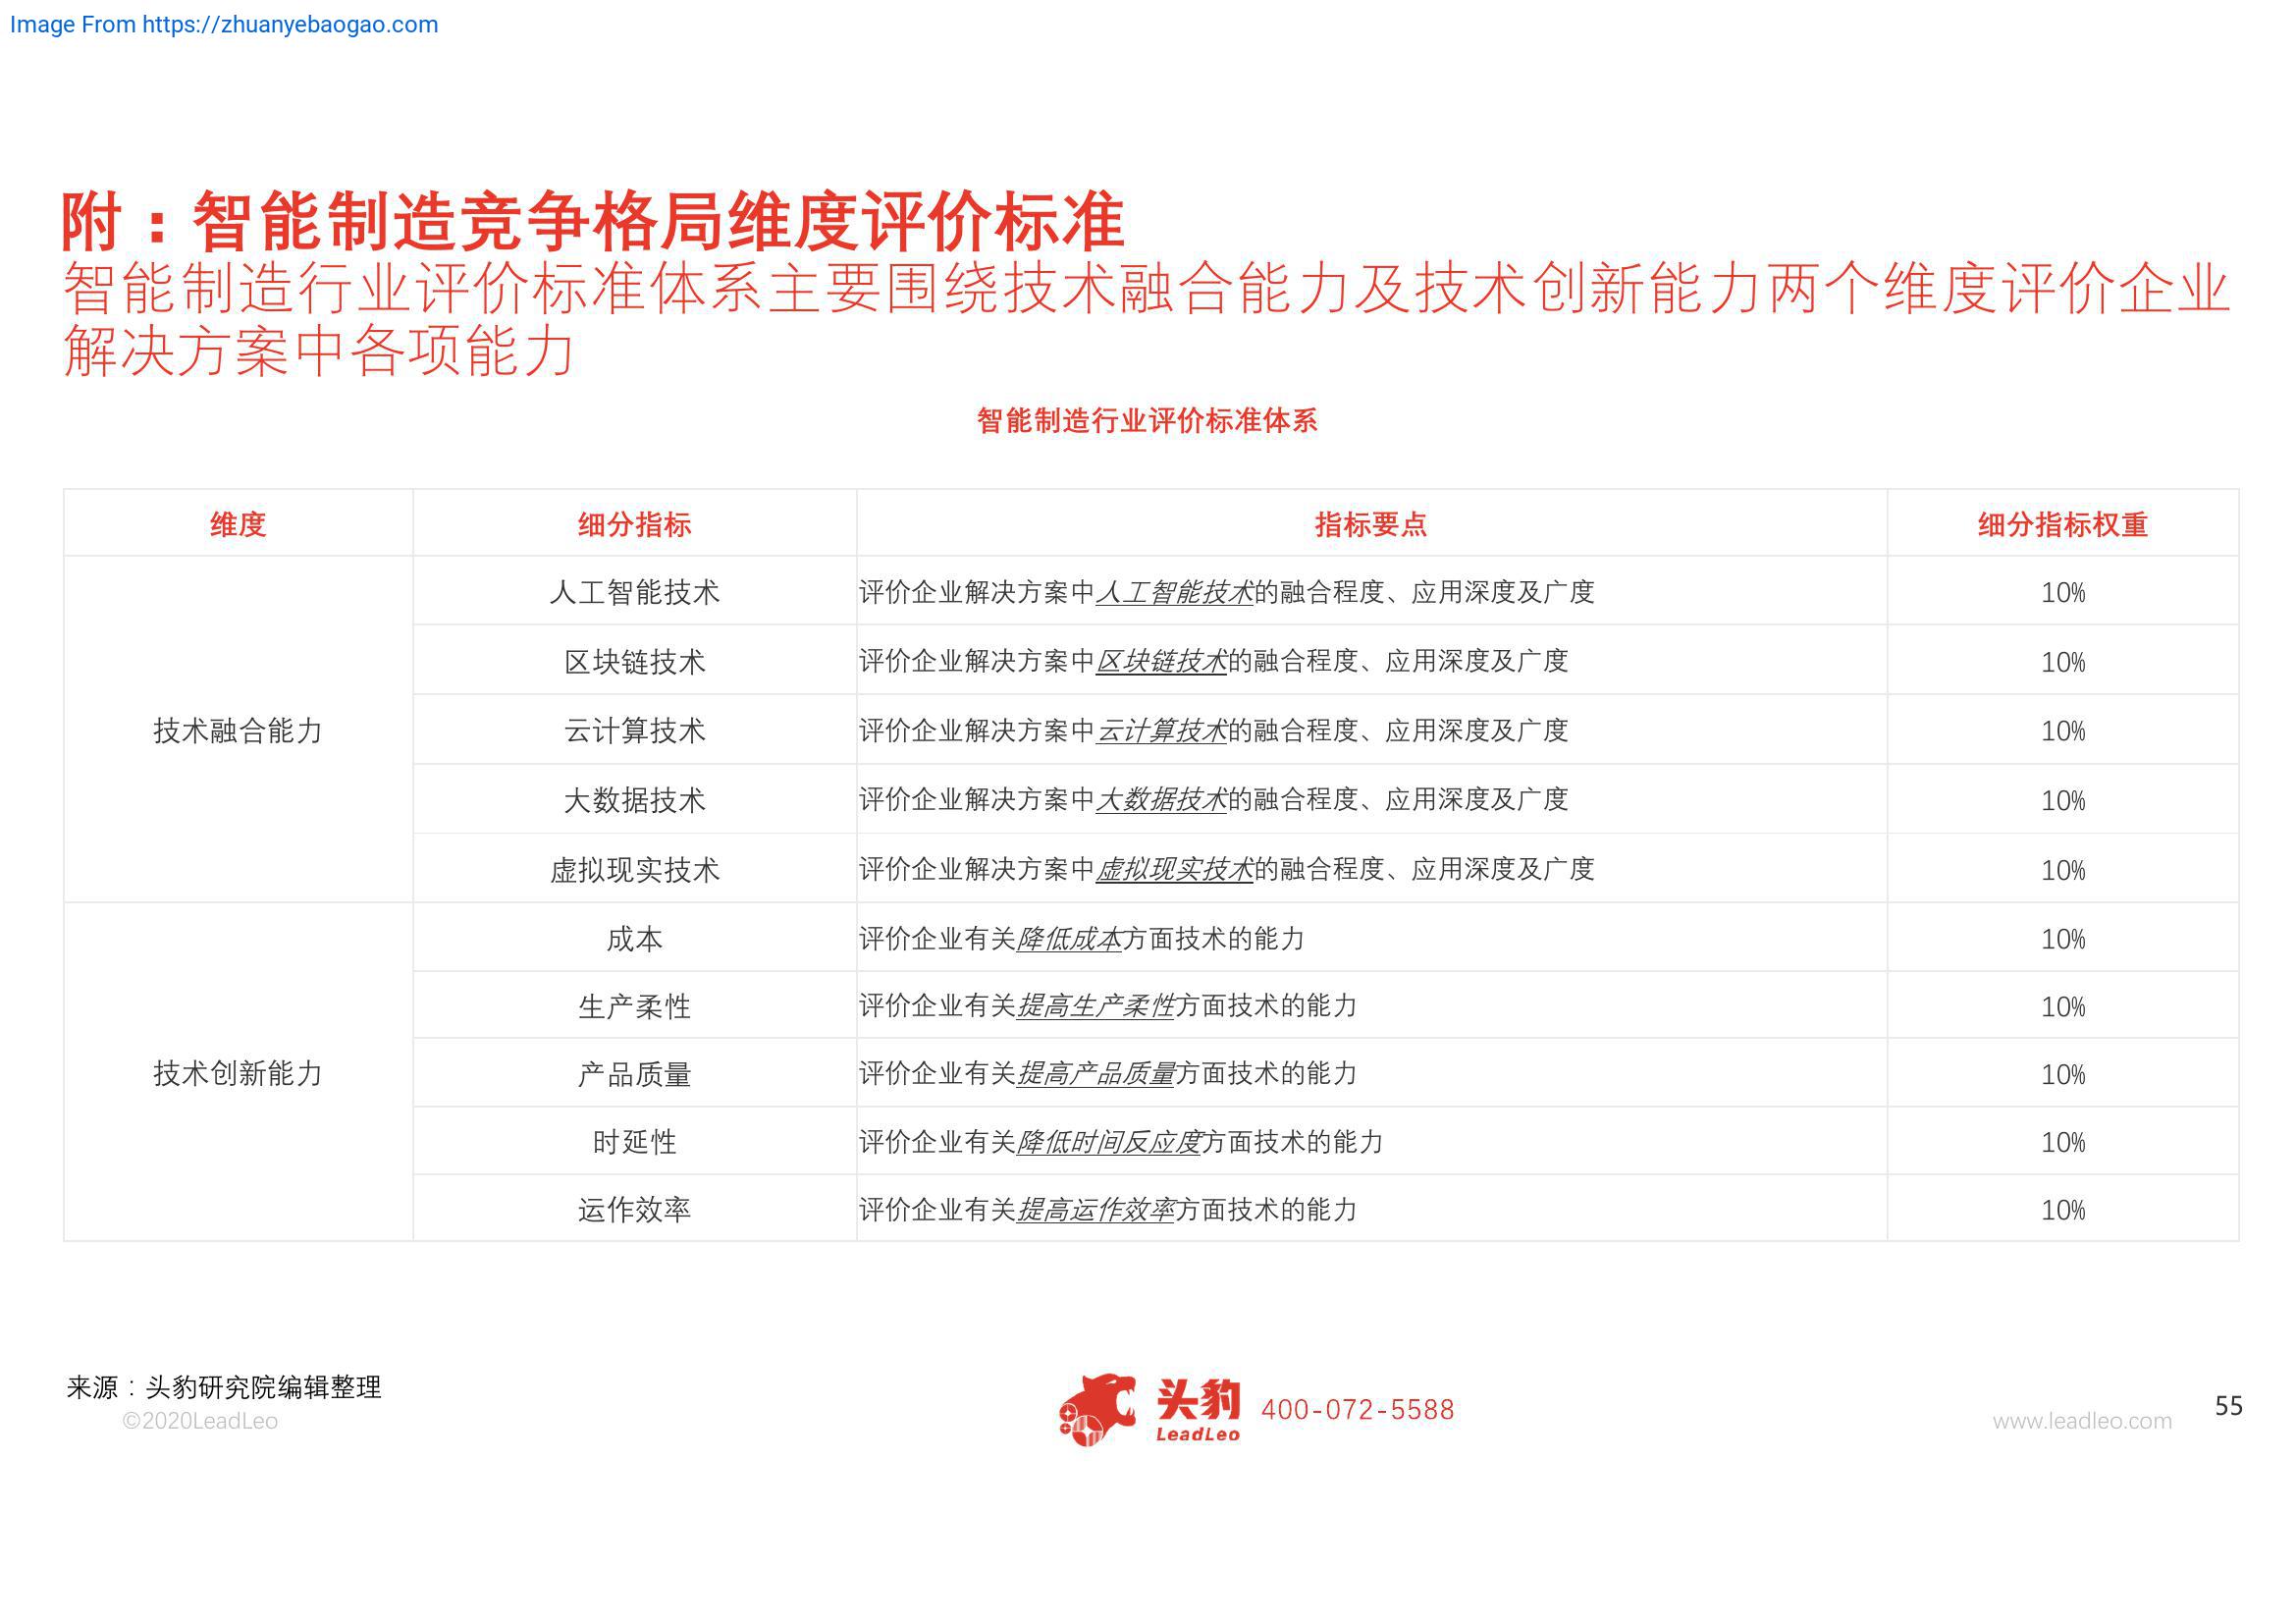 Image From https://zhuanyebaogao.com
附：智能制造竞争格局维度评价标准
智能制造行业评价标准体系主要围绕技术融合能力及技术创新能力两个维度评价企业
解决方案中各项能力
智能制造行业评价标准体系
维度 细分指标 指标要点 细分指标权重
人工智能技术 评价企业解决方案中人工智能技术的融合程度、应用深度及广度 10%
区块链技术 评价企业解决方案中区块链技术的融合程度、应用深度及广度 10%
技术融合能力 云计算技术 评价企业解决方案中云计算技术的融合程度、应用深度及广度 10%
大数据技术 评价企业解决方案中大数据技术的融合程度、应用深度及广度 10%
虚拟现实技术 评价企业解决方案中虚拟现实技术的融合程度、应用深度及广度 10%
成本 评价企业有关降低成本方面技术的能力 10%
生产柔性 评价企业有关提高生产柔性方面技术的能力 10%
技术创新能力 产品质量 评价企业有关提高产品质量方面技术的能力 10%
时延性 评价企业有关降低时间反应度方面技术的能力 10%
运作效率 评价企业有关提高运作效率方面技术的能力 10%
来源：头豹研究院编辑整理
©2020LeadLeo
头豹
LeadLeo
400-072-5588
www.leadleo.com
55